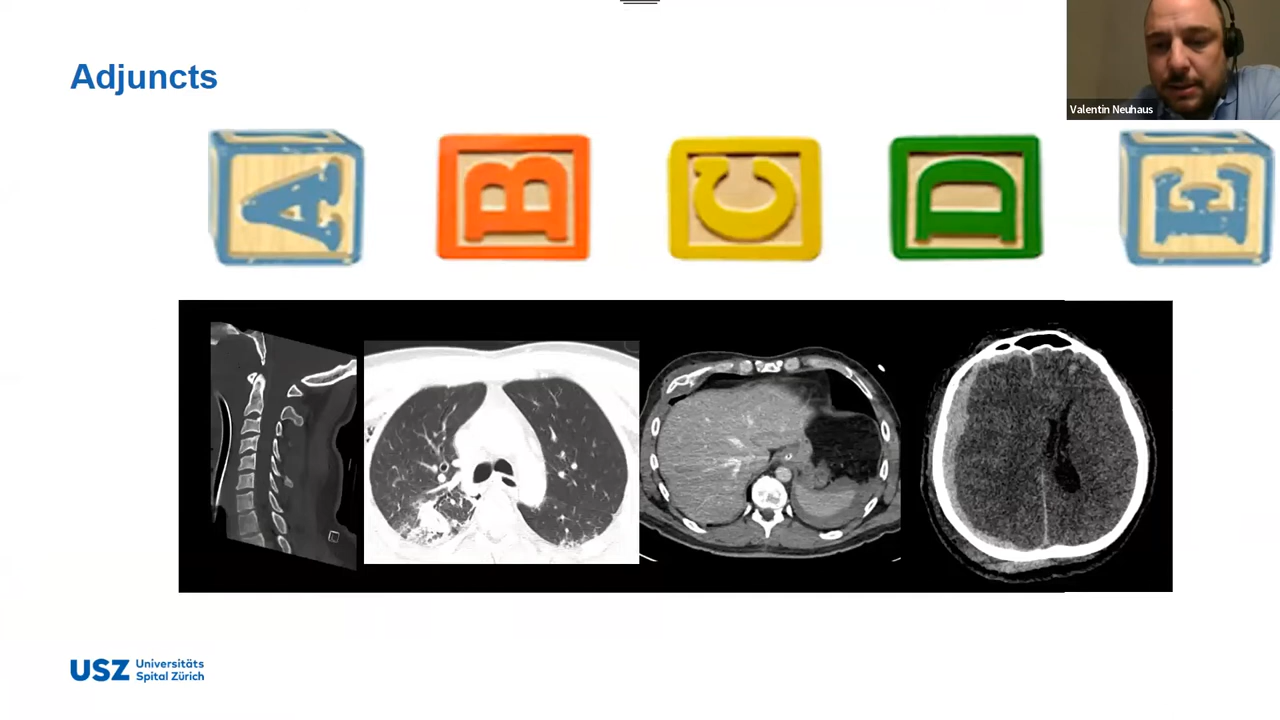 Adjuncts
Valentin Neuhaus
A B C D E
USZ Universitäts
Spital Zürich